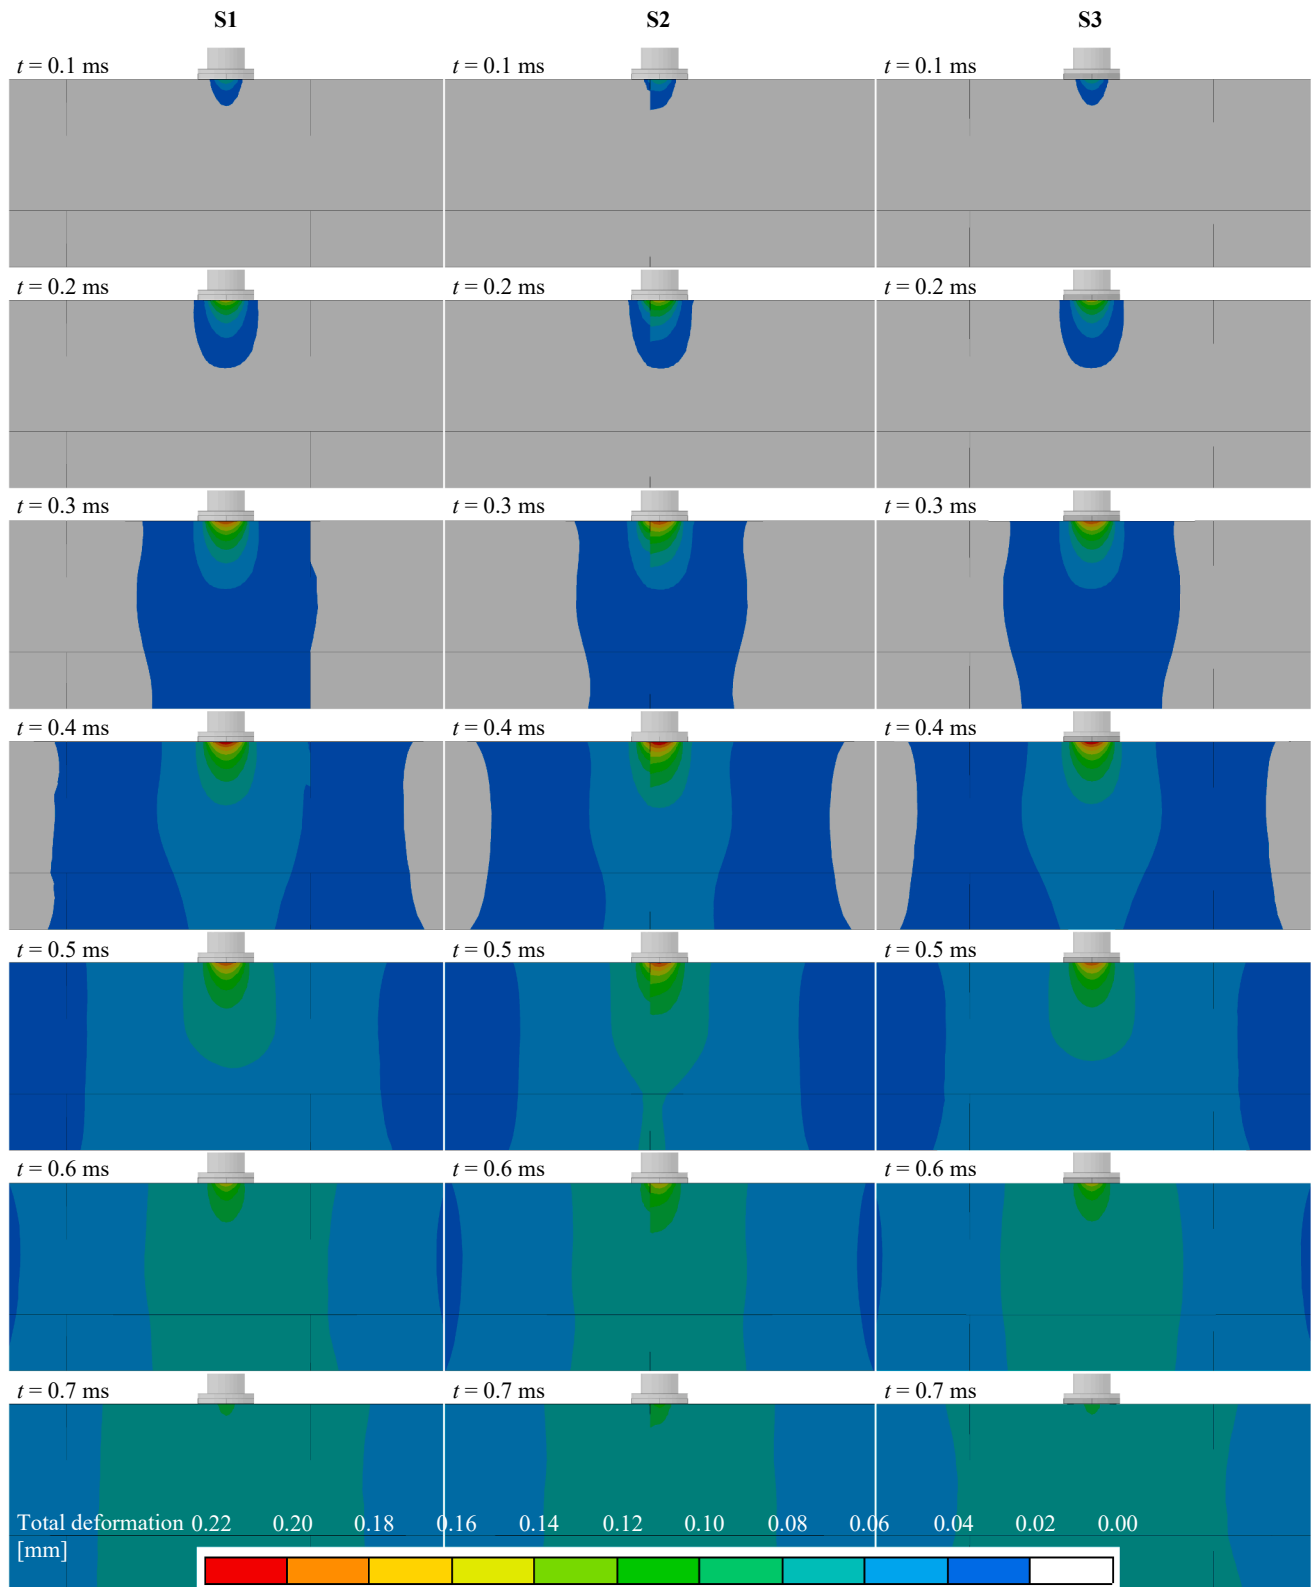 S1 S2 S3
t = 0.1 ms t = 0.1 ms t = 0.1 ms
t = 0.2 ms t = 0.2 ms t = 0.2 ms
t = 0.3 ms t = 0.3 ms t = 0.3 ms
t = 0.4 ms t = 0.4 ms t = 0.4 ms
t = 0.5 ms t = 0.5 ms t = 0.5 ms
t = 0.6 ms t = 0.6 ms t = 0.6 ms
t = 0.7 ms t = 0.7 ms t = 0.7 ms
Total deformation 0.22 0.20 0.18 0.16 0.14 0.12 0.10 0.08 0.06 0.04 0.02 0.00
[mm]